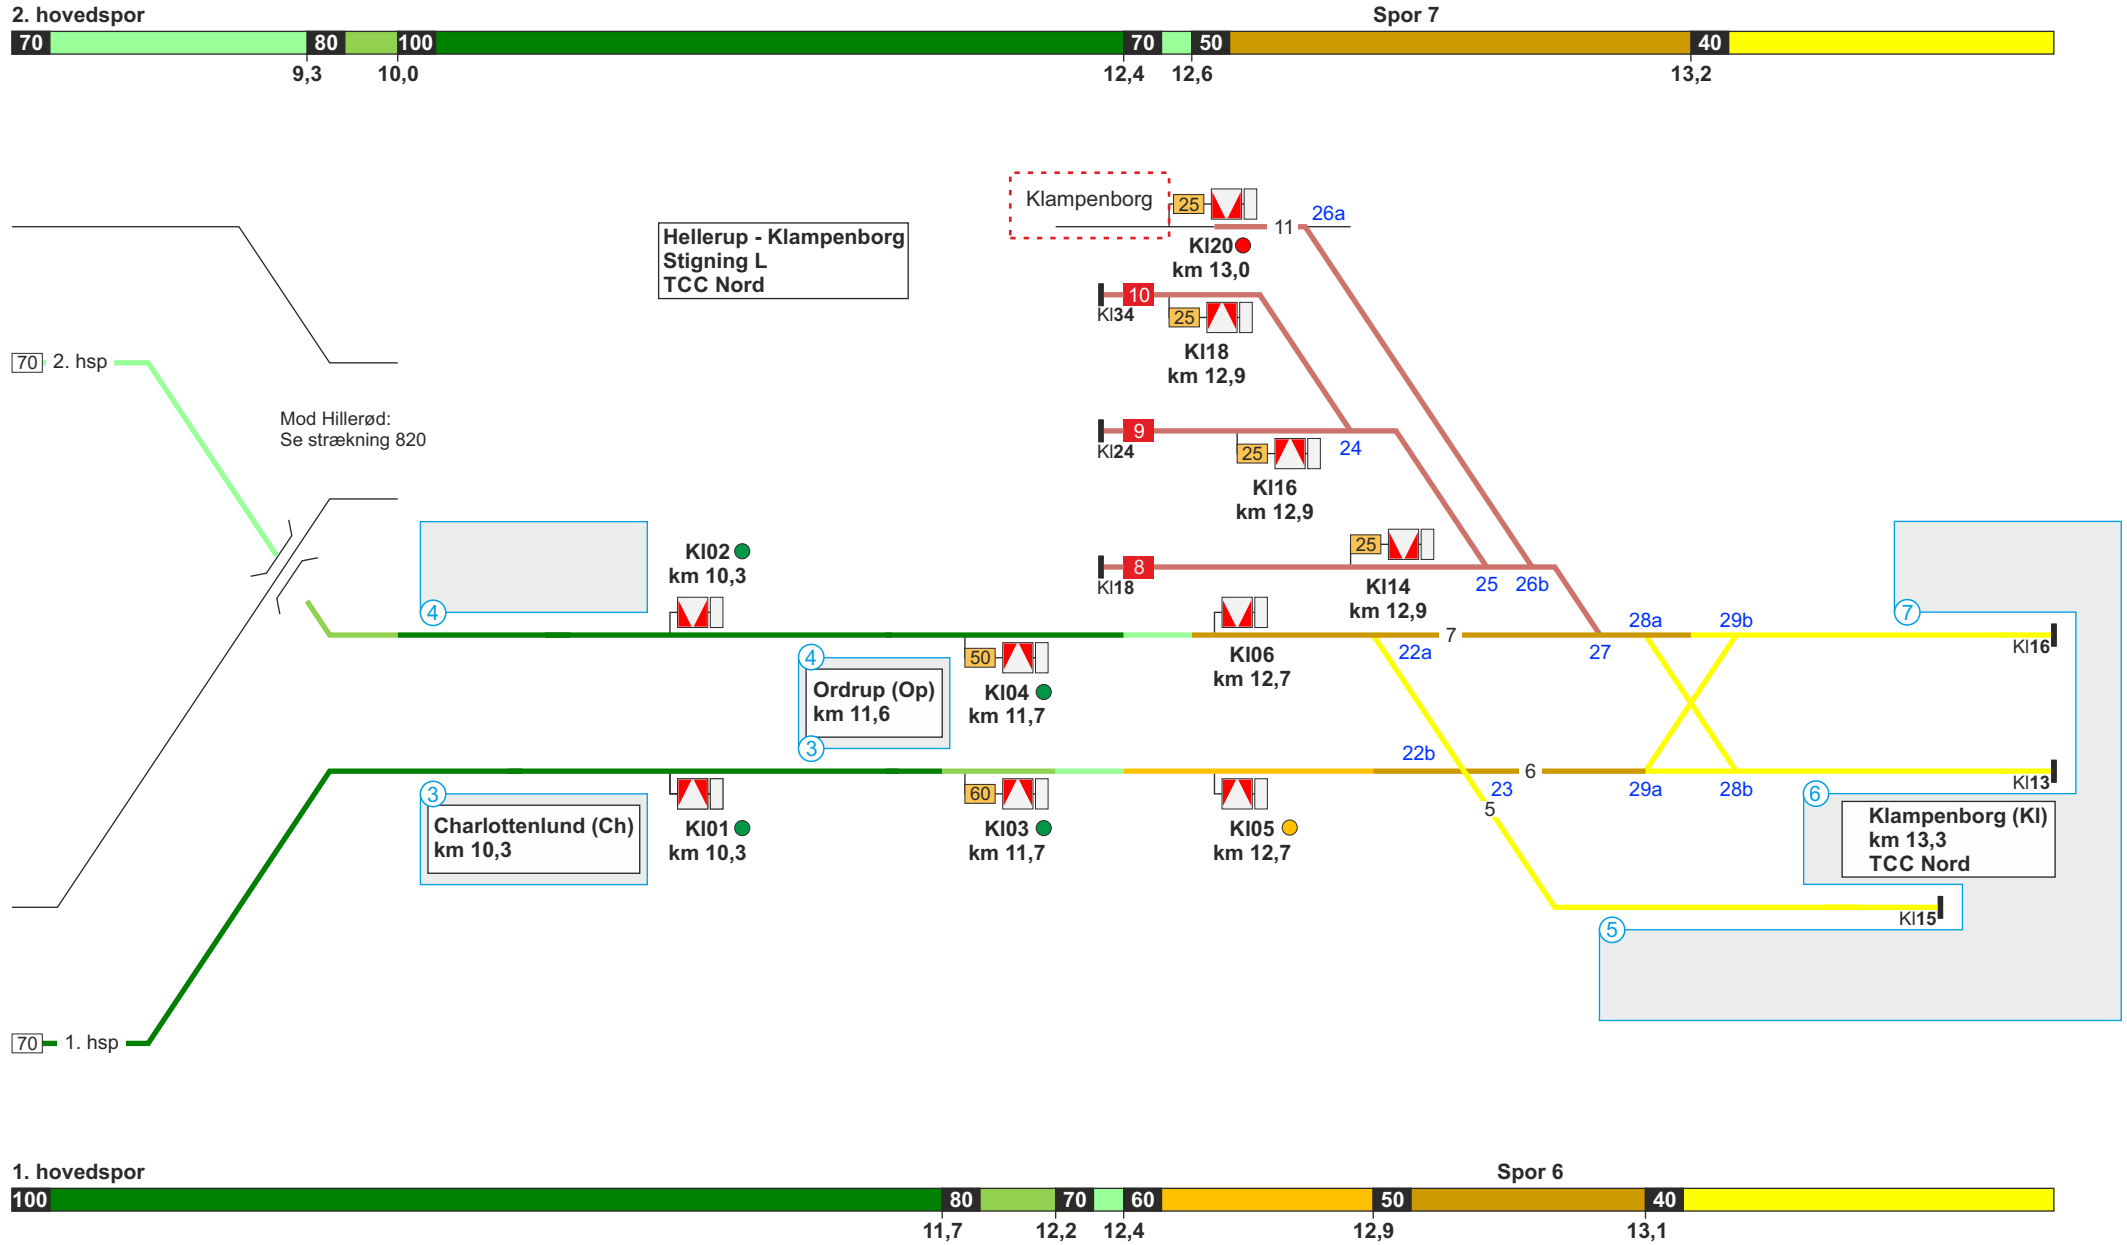 2. hovedspor
Spor 7
70 80 100 70 50 40
9,3 10,0 12,4 12,6 13,2
Klampenborg
25
11
26a
Kl20
km 13,0
Hellerup - Klampenborg
Stigning L
TCC Nord
10
Kl34
25
Kl18
km 12,9
70 2. hsp
Mod Hillerød:
Se strækning 820
9
Kl24
25
24
Kl16
km 12,9
Kl02
km 10,3
4
8
Kl18
25
Kl14
km 12,9
25 26b
7
28a 29b
7
22a
27
Kl16
4
Ordrup (Op)
km 11,6
3
50
Kl04
km 11,7
Kl06
km 12,7
22b
6
23
29a 28b
Kl13
3
Charlottenlund (Ch)
km 10,3
Kl01
km 10,3
60
Kl03
km 11,7
Kl05
km 12,7
5
6
Klampenborg (Kl)
km 13,3
TCC Nord
Kl15
5
70 1. hsp
1. hovedspor
Spor 6
100 80 70 60 50 40
11,7 12,2 12,4 12,9 13,1